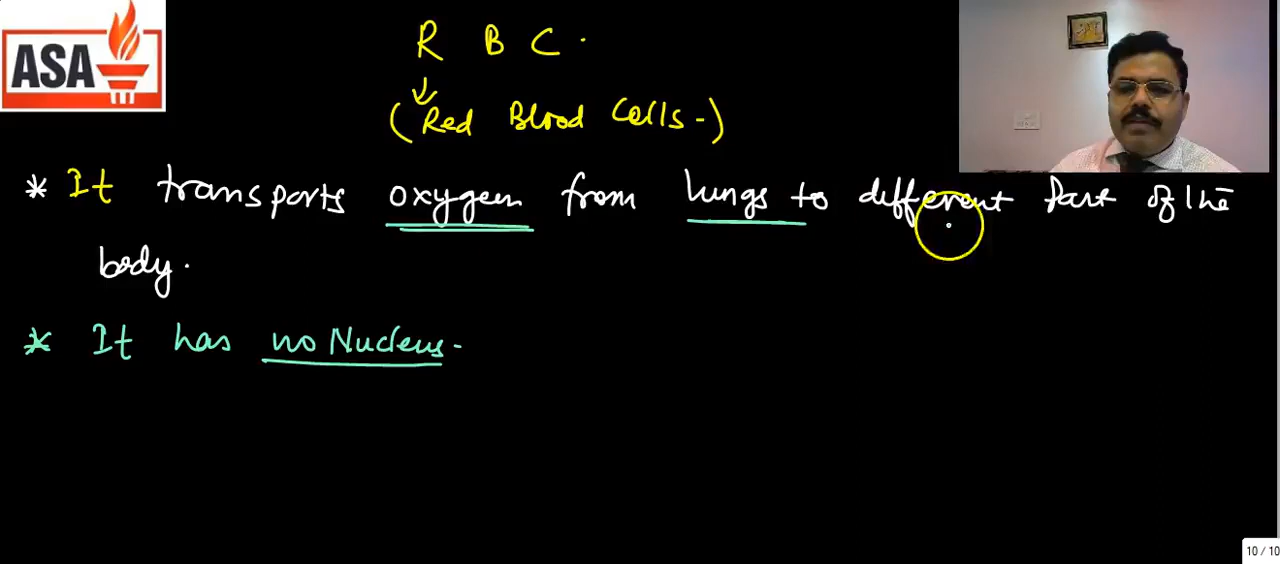 ASA
R B C.
(Red Blood Cells-)
* It transports oxygen from lungs to different Part of the
body.
* It has no Nucleus-
10 / 10